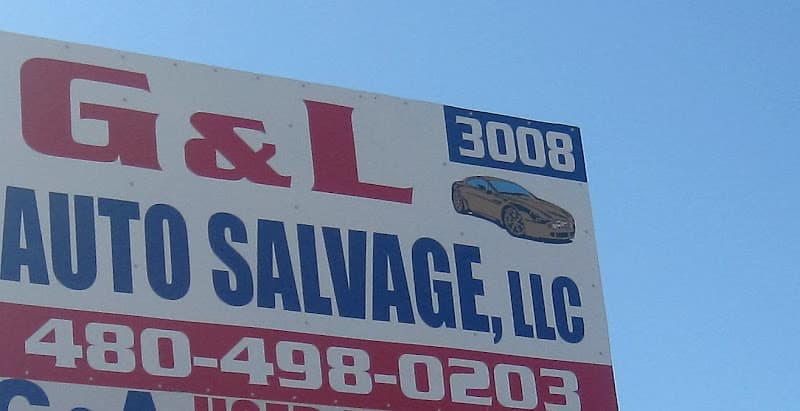 G&L
3008
AUTO SALVAGE, LLC
480-498-0203